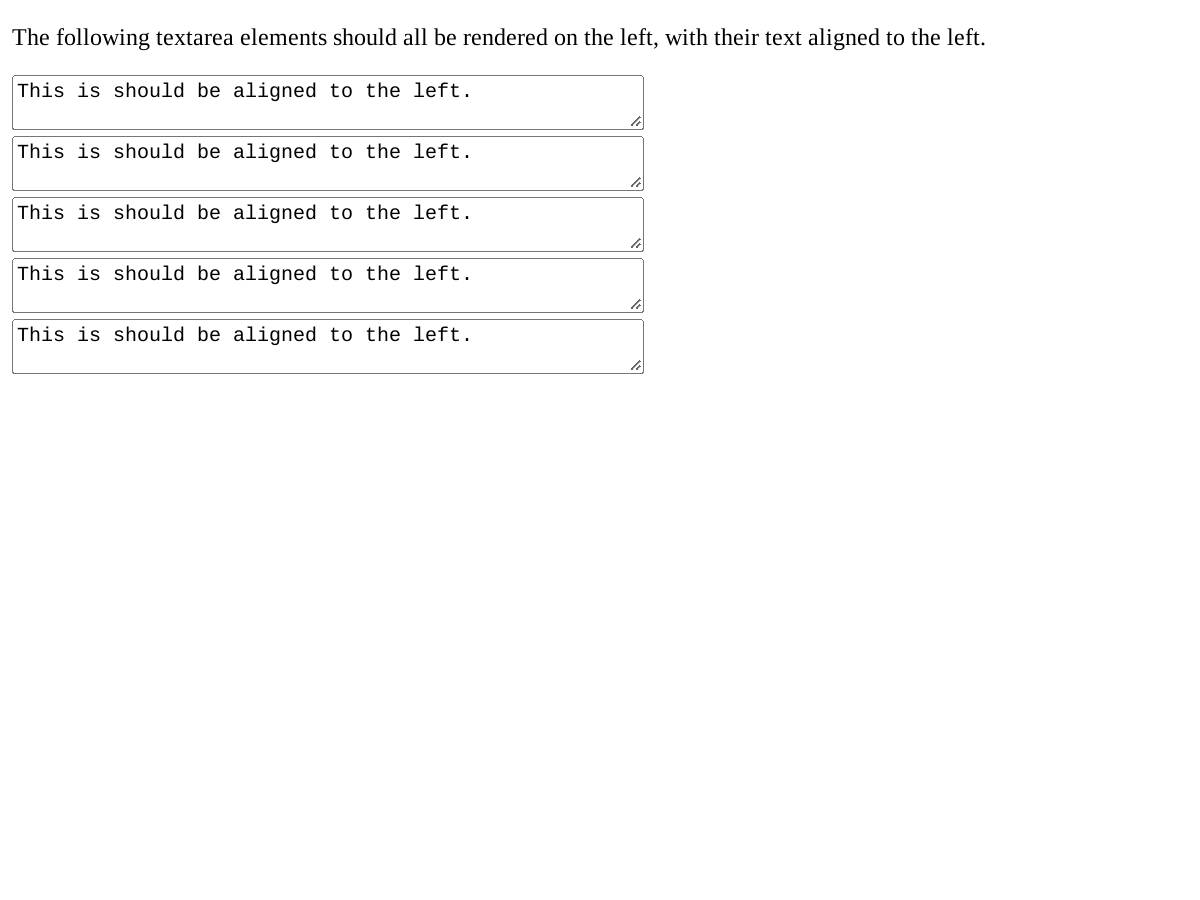 The following textarea elements should all be rendered on the left, with their text aligned to the left.
This is should be aligned to the left.
This is should be aligned to the left.
This is should be aligned to the left.
This is should be aligned to the left.
This is should be aligned to the left.